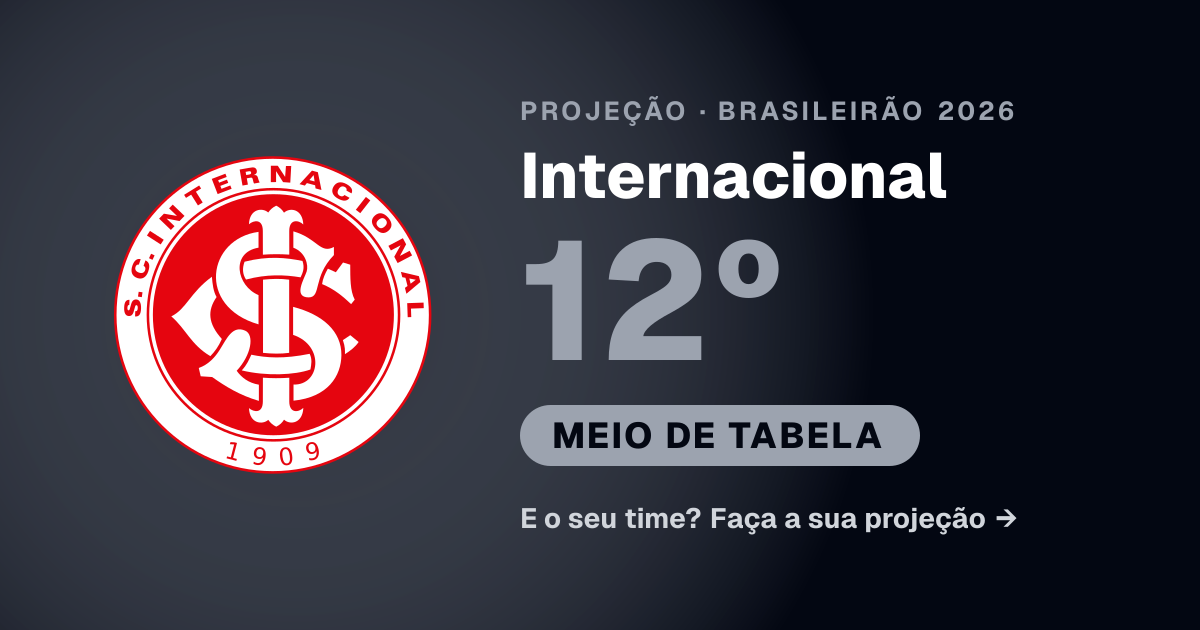 S.C. INTERNACIONAL
1909
PROJEÇÃO · BRASILEIRÃO 2026
Internacional
12º
MEIO DE TABELA
E o seu time? Faça a sua projeção →